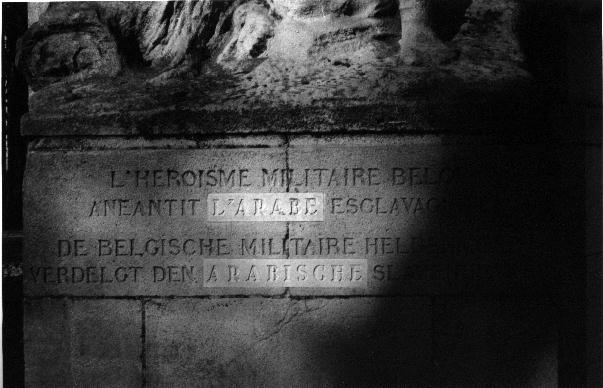 L'HEROISME MILITAIRE
ANEANTIT L'ARABE
DE BELGISCHE MILITAIRE
VERDELGT DEN ARABISCHE